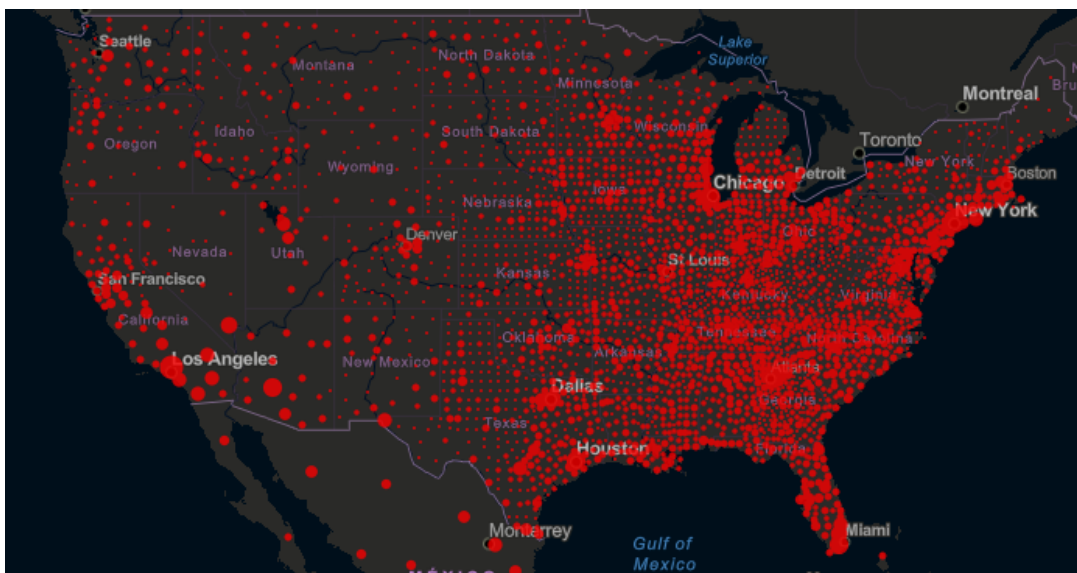 Seattle
Montana
North Dakota
Lake
Superior
Minnesota
Montreal
Oregon
Idaho
South Dakota
Wisconsin
Toronto
New York
Wyoming
Chicago
Detroit
Boston
Nebraska
Iowa
New York
Nevada
Utah
Denver
Ohio
San Francisco
Kansas
St Louis
Kentucky
Virginia
California
Oklahoma
Tennessee
North Carolina
Los Angeles
New Mexico
Arkansas
Atlanta
Dallas
Georgia
Texas
Houston
Florida
Monterrey
Miami
Gulf of
Mexico